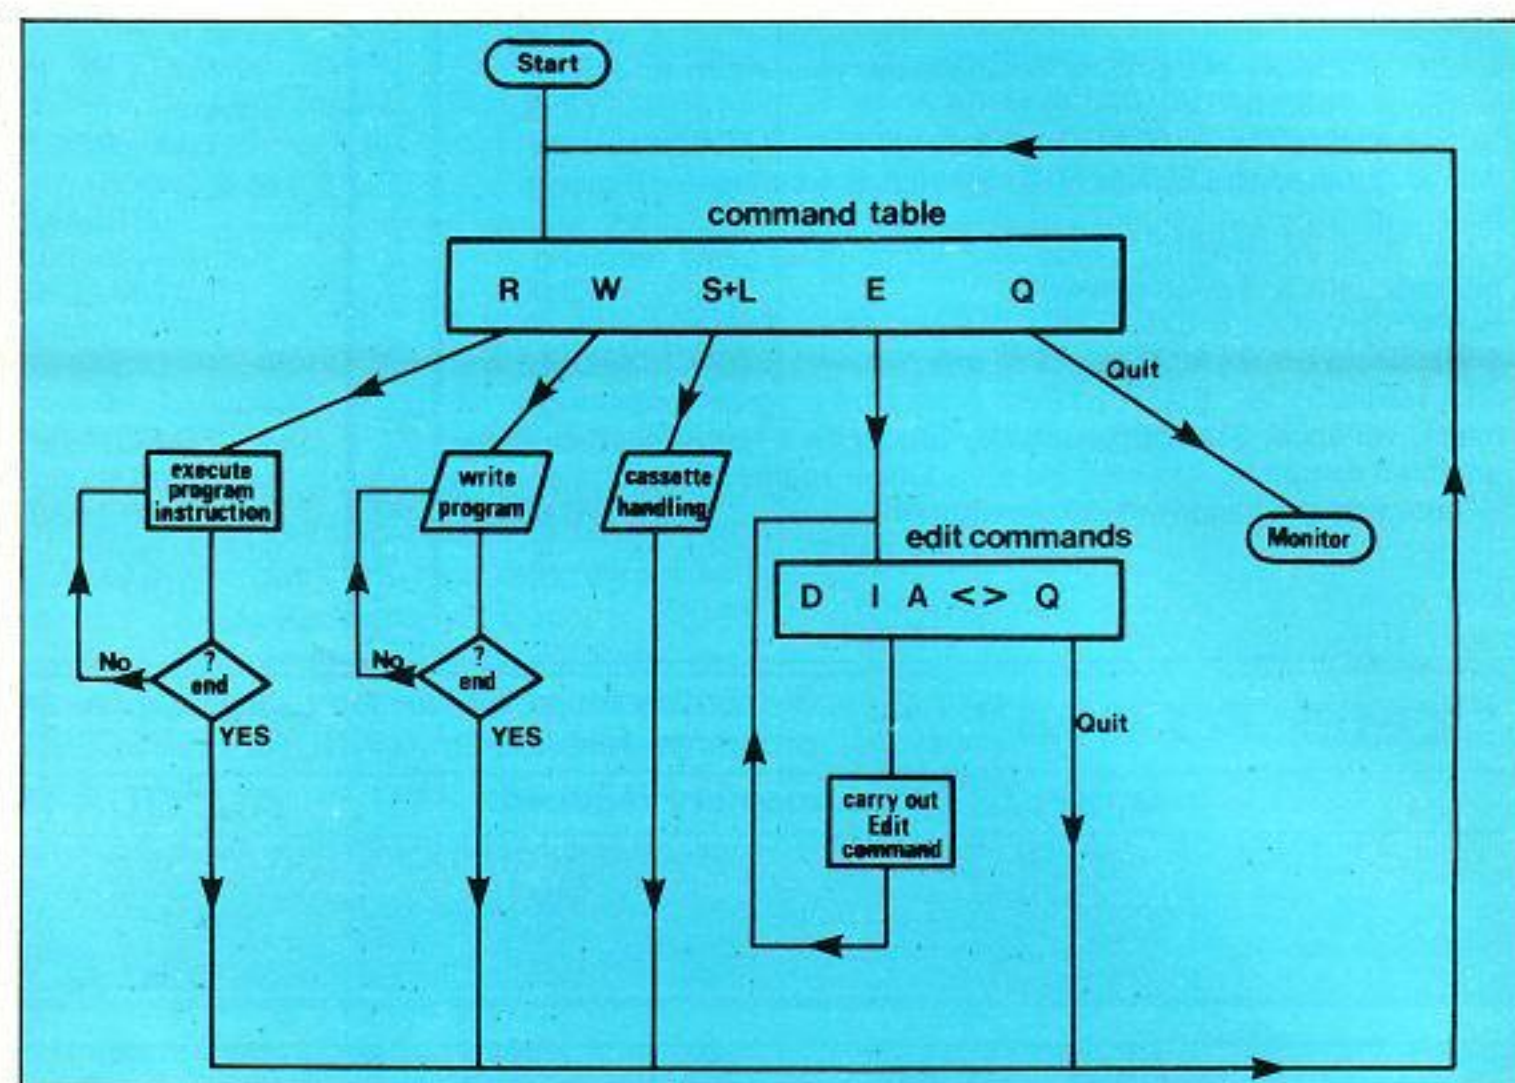 Start
command table
R W S+L E Q
Quit
execute
program
instruction
write
program
cassette
handling
edit commands
Monitor
D I A < > Q
No
?
end
YES
No
?
end
YES
Quit
carry out
Edit
command